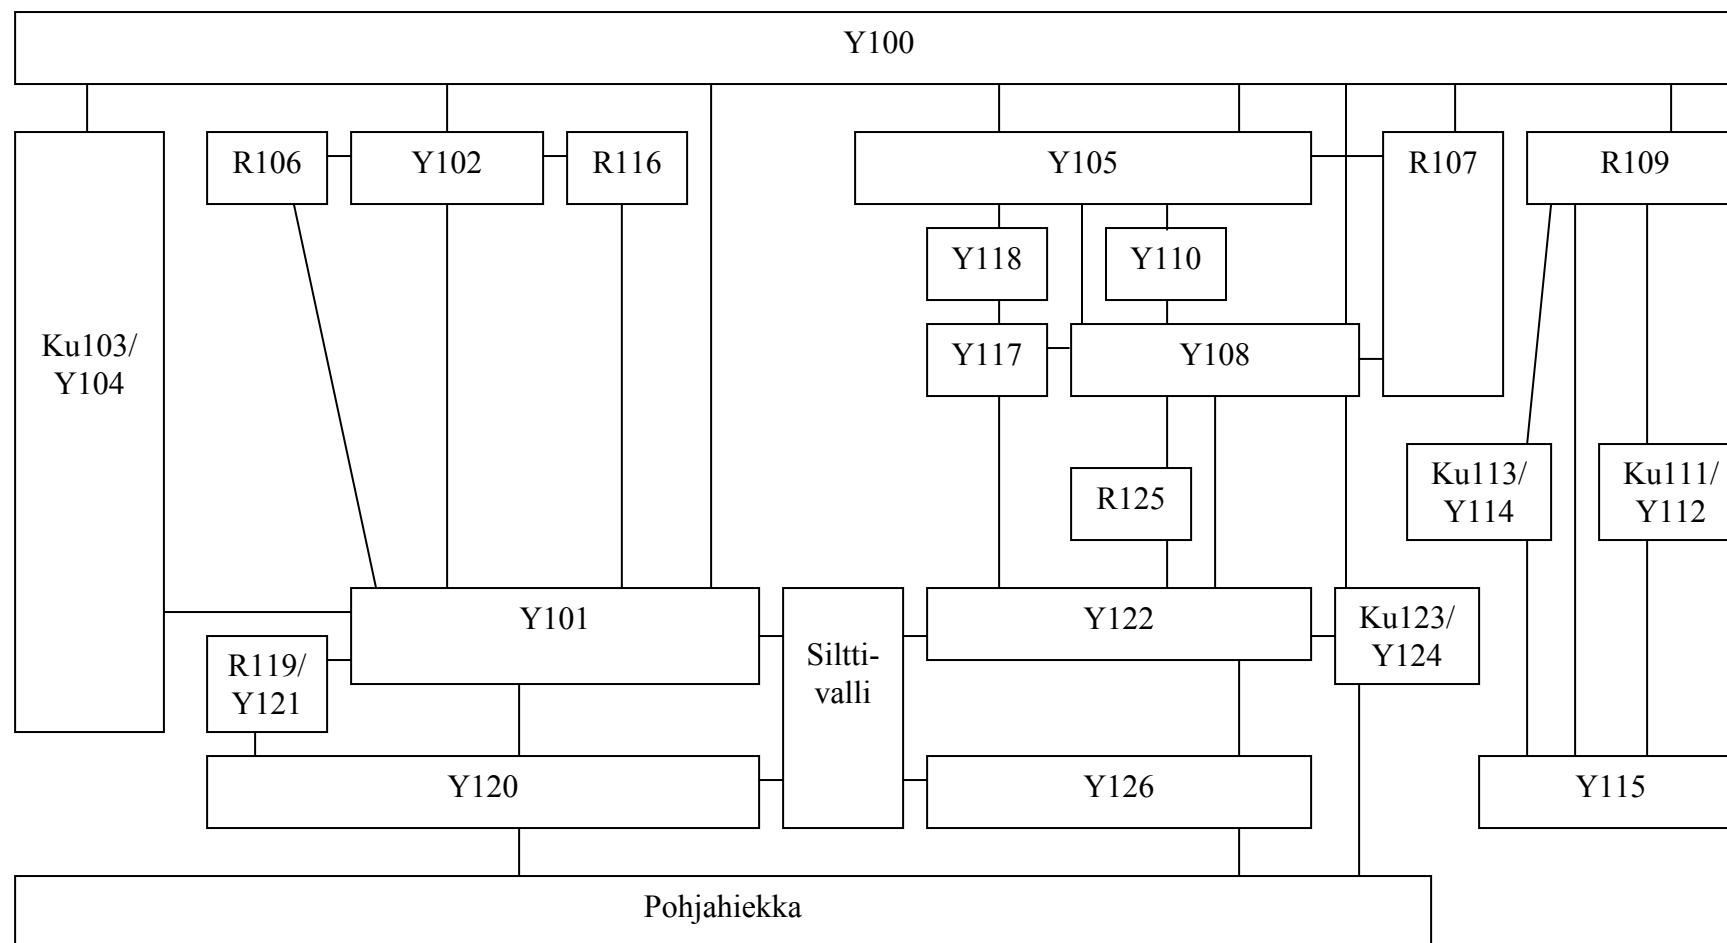 Y100
R106
Y102
R116
Y105
R107
R109
Y118
Y110
Ku103/
Y104
Y117
Y108
Ku113/
Y114
Ku111/
Y112
R125
Y101
Y122
Ku123/
Y124
Siltti-
valli
R119/
Y121
Y120
Y126
Y115
Pohjahiekka